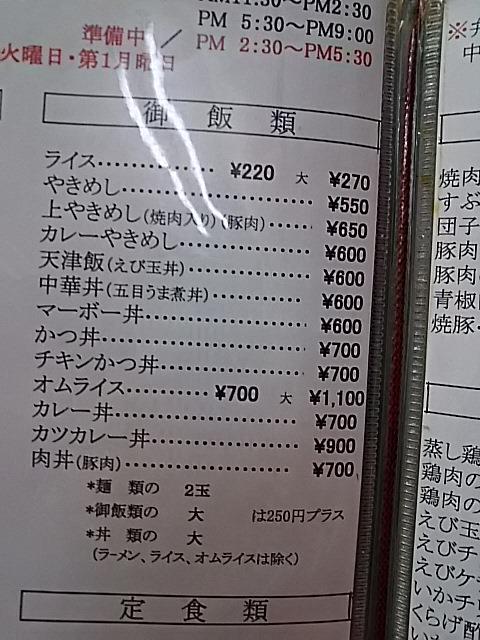 AM11:30～PM2:30
PM 5:30～PM9:00
準備中 / PM 2:30～PM5:30
火曜日・第1月曜日
御飯類
ライス…………… ¥220 大 ¥270
やきめし…………………… ¥550
上やきめし(焼肉入り)(豚肉)…… ¥650
カレーやきめし…………… ¥600
天津飯(えび玉丼)………… ¥600
中華丼(五目うま煮丼)……… ¥600
マーボー丼………………… ¥600
かつ丼……………………… ¥700
チキンかつ丼……………… ¥700
オムライス………… ¥700 大 ¥1,100
カレー丼…………………… ¥700
カツカレー丼……………… ¥900
肉丼(豚肉)………………… ¥700
*麺 類の 2玉
*御飯類の 大 は250円プラス
*丼 類の 大
(ラーメン、ライス、オムライスは除く)
定食類
※
中
焼肉
すぶ
団子
豚肉
豚肉の
青椒
焼豚・
蒸し鶏
鶏肉の
鶏肉の
えび玉
えびチ
えびケ
いかチ
くらげ酢